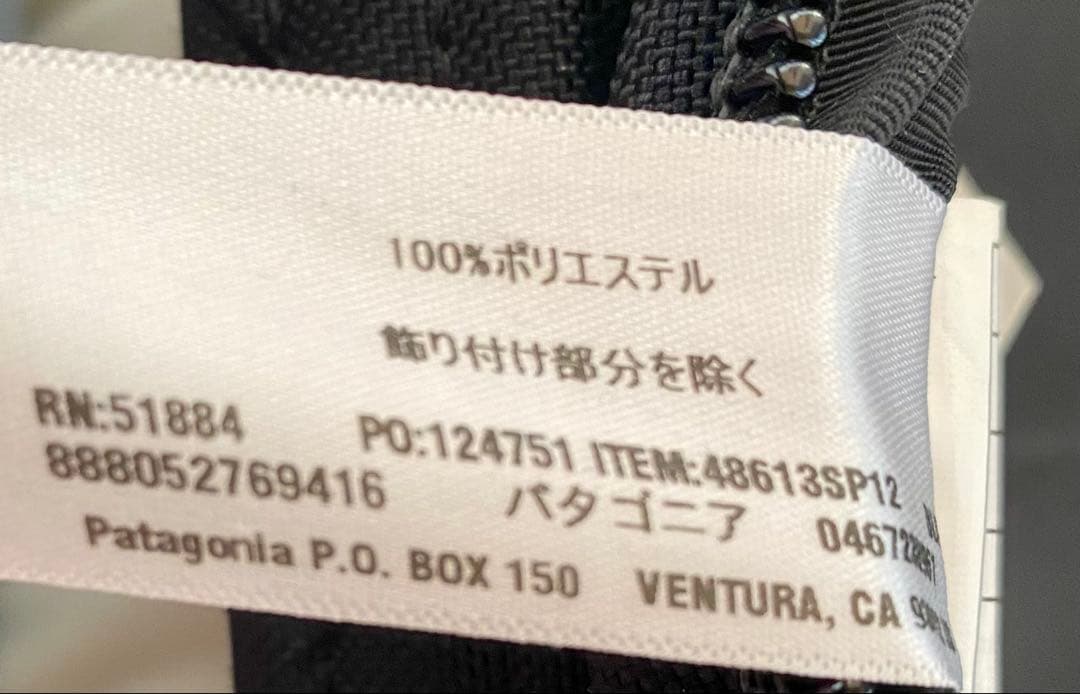 100%ポリエステル
飾り付け部分を除く
RN:51884 PO:124751 ITEM:48613SP12
888052769416 パタゴニア
Patagonia P.O. BOX 150 VENTURA, CA